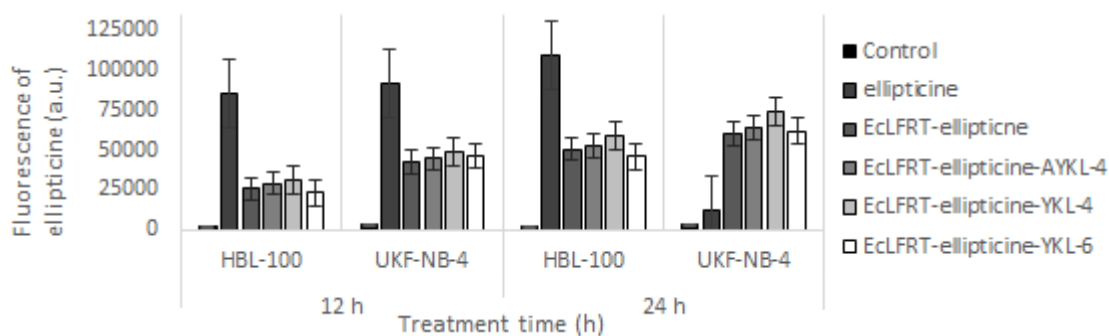 Fluorescence of
ellipticine (a.u.)
125000
100000
75000
50000
25000
0
HBL-100
UKF-NB-4
HBL-100
UKF-NB-4
12 h
24 h
Treatment time (h)
Control
ellipticine
EcLFRT-ellipticne
EcLFRT-ellipticine-AYKL-4
EcLFRT-ellipticine-YKL-4
EcLFRT-ellipticine-YKL-6